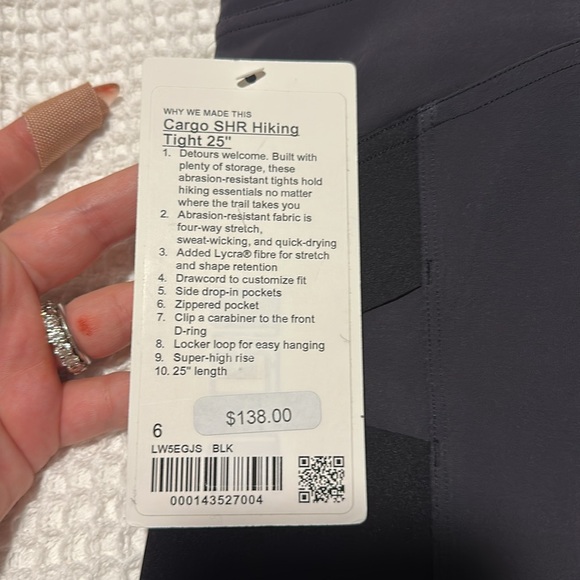 WHY WE MADE THIS
Cargo SHR Hiking
Tight 25"
1. Detours welcome. Built with
plenty of storage, these
abrasion-resistant tights hold
hiking essentials no matter
where the trail takes you
2. Abrasion-resistant fabric is
four-way stretch,
sweat-wicking, and quick-drying
3. Added Lycra® fibre for stretch
and shape retention
4. Drawcord to customize fit
5. Side drop-in pockets
6. Zippered pocket
7. Clip a carabiner to the front
D-ring
8. Locker loop for easy hanging
9. Super-high rise
10. 25" length
$138.00
6
LW5EGJS BLK
000143527004